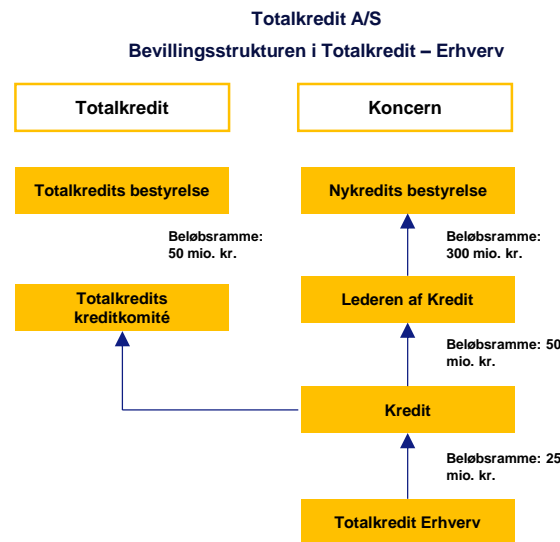 Totalkredit A/S
Bevillingsstrukturen i Totalkredit – Erhverv
Totalkredit
Koncern
Totalkredits bestyrelse
Nykredits bestyrelse
Beløbsramme:
50 mio. kr.
Beløbsramme:
300 mio. kr.
Totalkredits
kreditkomité
Lederen af Kredit
Beløbsramme: 50
mio. kr.
Kredit
Beløbsramme: 25
mio. kr.
Totalkredit Erhverv